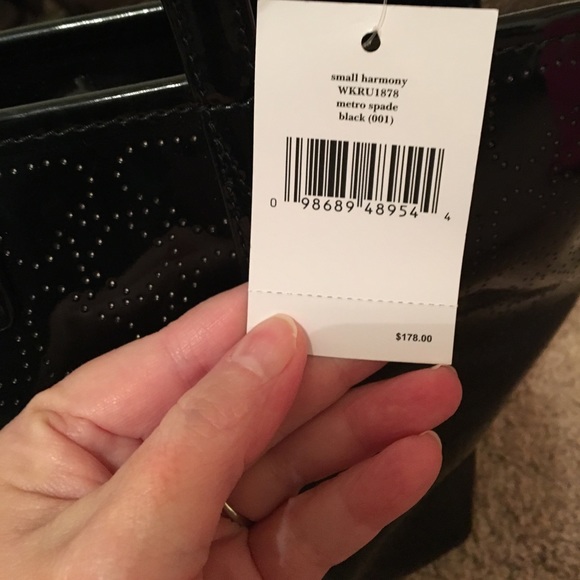 small harmony
WKRU1878
metro spade
black (001)
0 98689 48954 4
$178.00